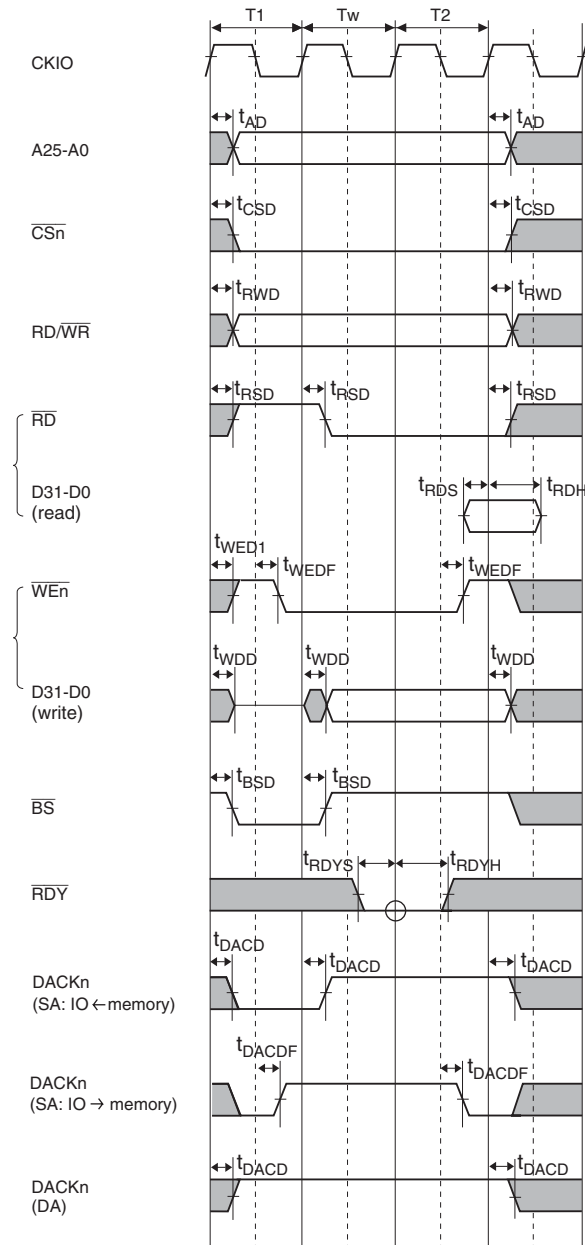 T1 Tw T2
CKIO
tAD tAD
A25-A0
tCSD tCSD
CSn
tRWD tRWD
RD/WR
tRSD tRSD tRSD
RD
tRDS tRDH
D31-D0
(read)
tWED1 tWEDF tWEDF
WEn
tWDD tWDD tWDD
D31-D0
(write)
tBSD tBSD
BS
tRDYS tRDYH
RDY
tDACD tDACD tDACD
DACKn
(SA: IO ← memory)
tDACDF tDACDF
DACKn
(SA: IO → memory)
tDACD tDACD
DACKn
(DA)